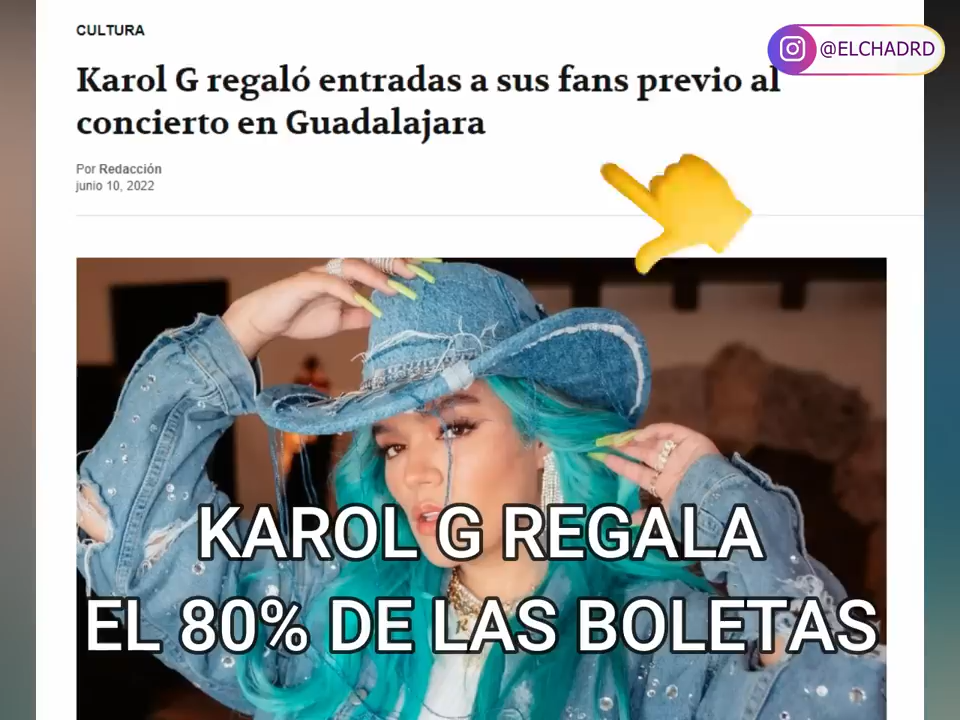 CULTURA
@ELCHADRD
Karol G regaló entradas a sus fans previo al
concierto en Guadalajara
Por Redacción
junio 10, 2022
KAROL G REGALA
EL 80% DE LAS BOLETAS